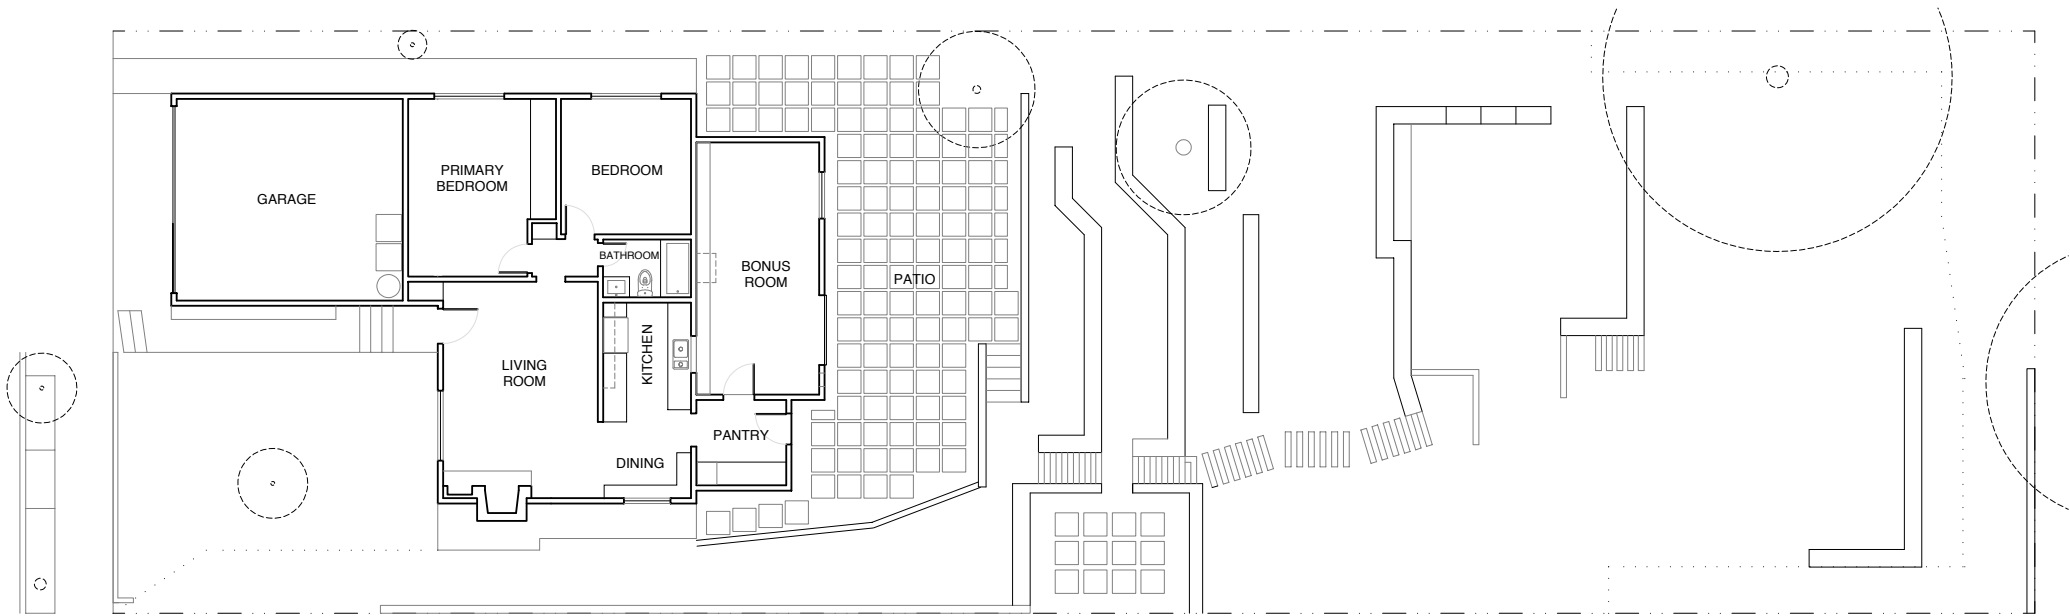 GARAGE
PRIMARY
BEDROOM
BEDROOM
BATHROOM
BONUS
ROOM
PATIO
KITCHEN
LIVING
ROOM
PANTRY
DINING